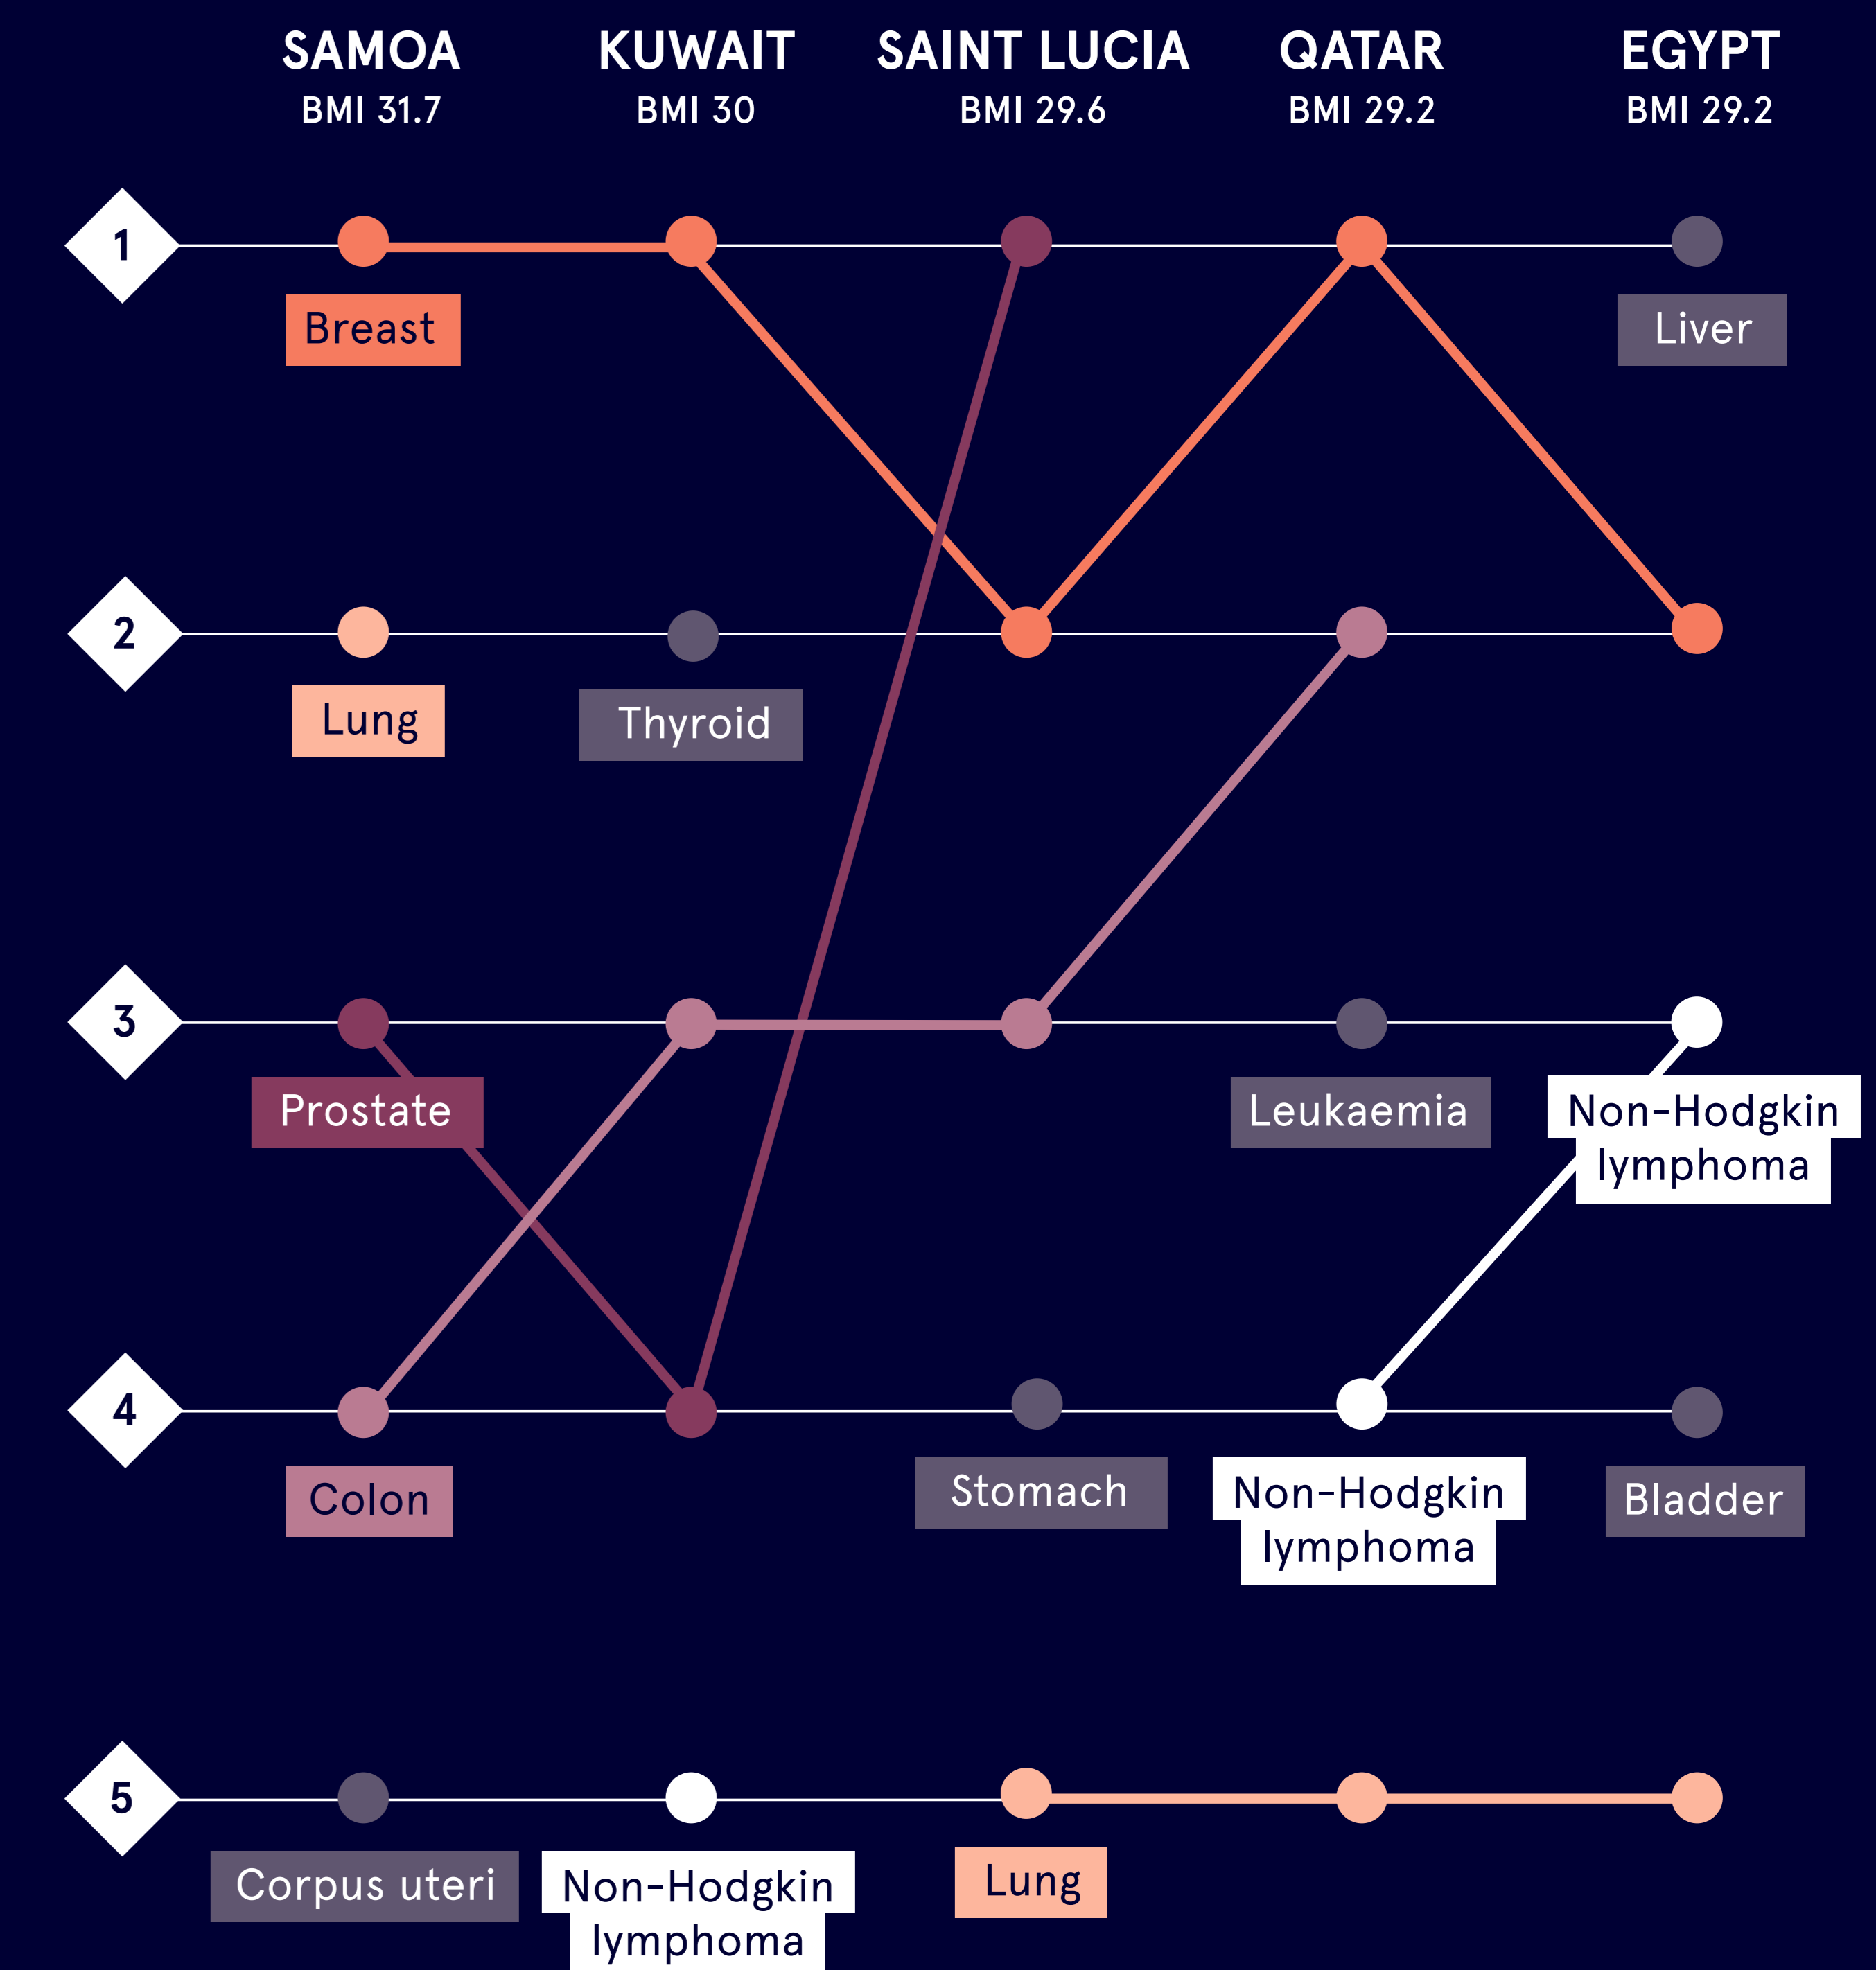 SAMOA
BMI 31.7
KUWAIT
BMI 30
SAINT LUCIA
BMI 29.6
QATAR
BMI 29.2
EGYPT
BMI 29.2
1
Breast
Liver
2
Lung
Thyroid
3
Prostate
Leukaemia
Non-Hodgkin
lymphoma
4
Colon
Stomach
Non-Hodgkin
lymphoma
Bladder
5
Corpus uteri
Non-Hodgkin
lymphoma
Lung